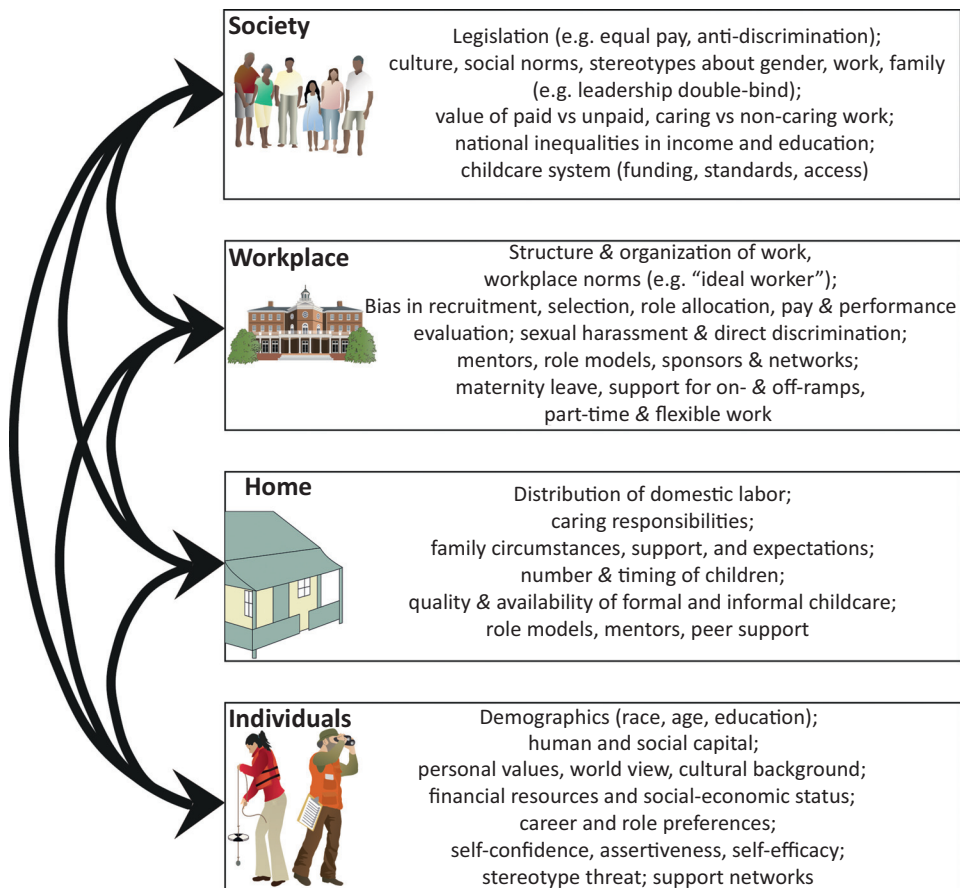 Society
Legislation (e.g. equal pay, anti-discrimination);
culture, social norms, stereotypes about gender, work, family
(e.g. leadership double-bind);
value of paid vs unpaid, caring vs non-caring work;
national inequalities in income and education;
childcare system (funding, standards, access)
Workplace
Structure & organization of work,
workplace norms (e.g. “ideal worker”);
Bias in recruitment, selection, role allocation, pay & performance
evaluation; sexual harassment & direct discrimination;
mentors, role models, sponsors & networks;
maternity leave, support for on- & off-ramps,
part-time & flexible work
Home
Distribution of domestic labor;
caring responsibilities;
family circumstances, support, and expectations;
number & timing of children;
quality & availability of formal and informal childcare;
role models, mentors, peer support
Individuals
Demographics (race, age, education);
human and social capital;
personal values, world view, cultural background;
financial resources and social-economic status;
career and role preferences;
self-confidence, assertiveness, self-efficacy;
stereotype threat; support networks